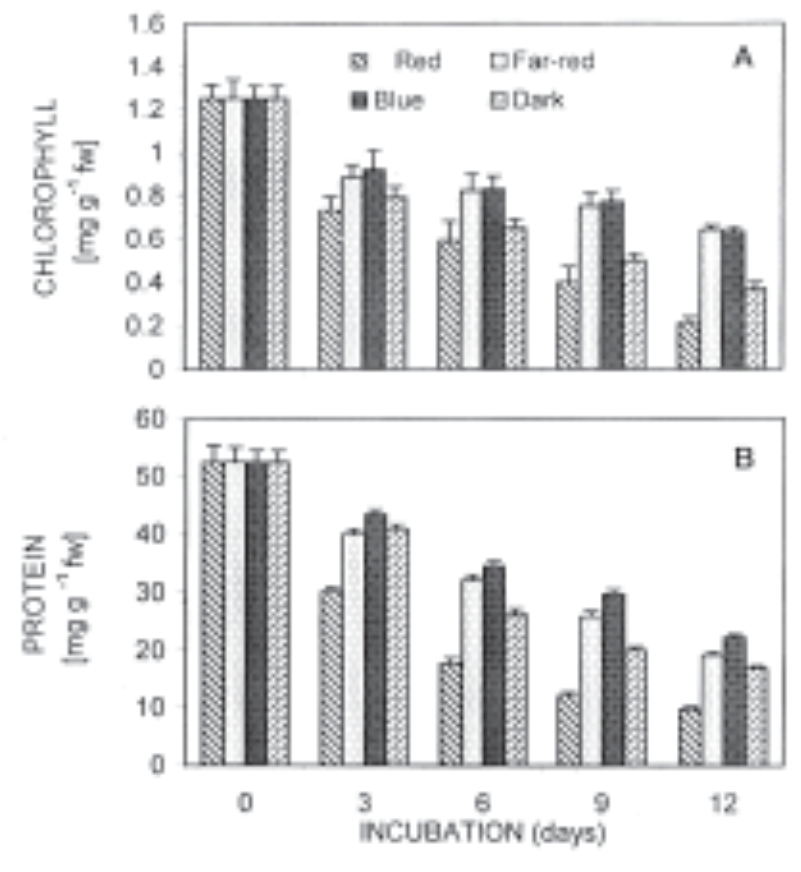 1.6
1.4
1.2
1
0.8
0.6
0.4
0.2
0
CHLOROPHYLL
[mg g⁻¹ fw]
Red Far-red
Blue Dark
A
60
50
40
30
20
10
0
PROTEIN
[mg g⁻¹ fw]
B
0 3 6 9 12
INCUBATION (days)